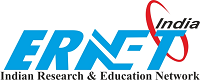 India
ERNET
Indian Research & Education Network